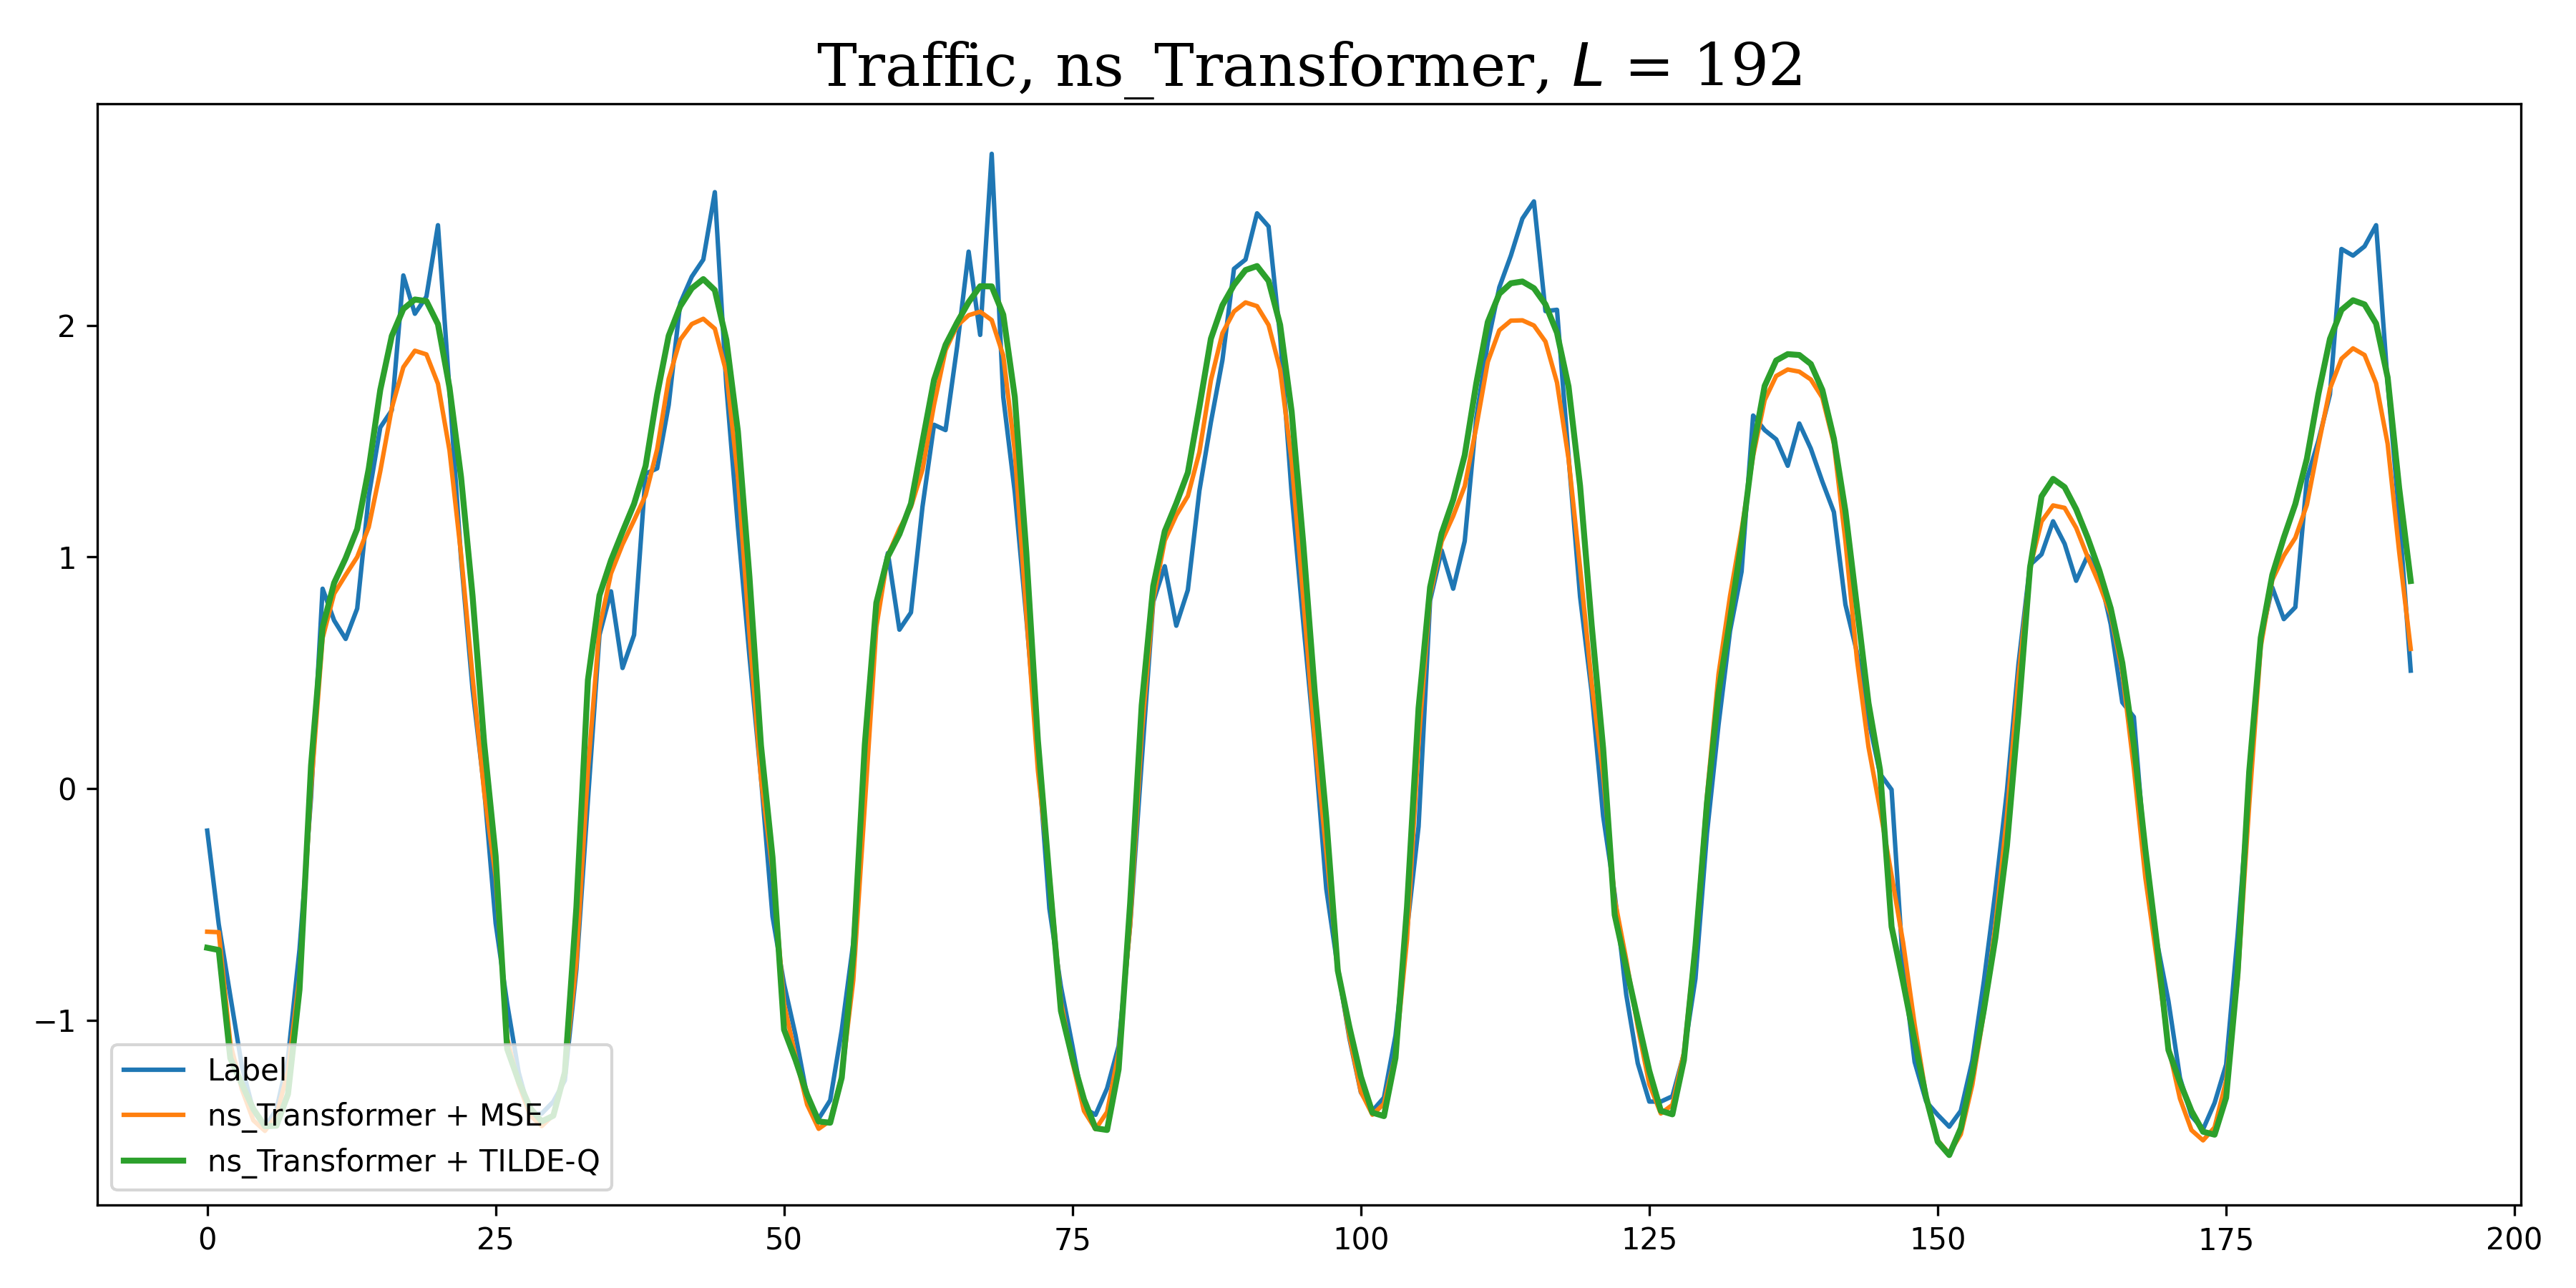 Traffic, ns_Transformer, L = 192
2
1
0
−1
Label
ns_Transformer + MSE
ns_Transformer + TILDE-Q
0 25 50 75 100 125 150 175 200